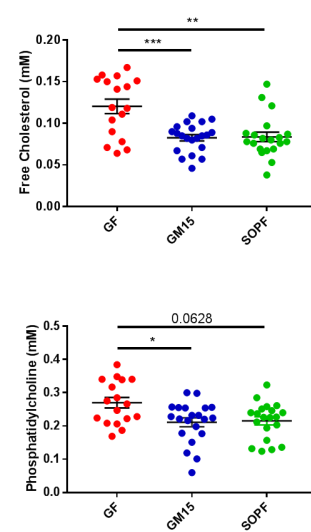 **
***
Free Cholesterol (mM)
0.20
0.15
0.10
0.05
0.00
GF
GM15
SOPF
0.0628
*
Phosphatidylcholine (mM)
0.5
0.4
0.3
0.2
0.1
0.0
GF
GM15
SOPF